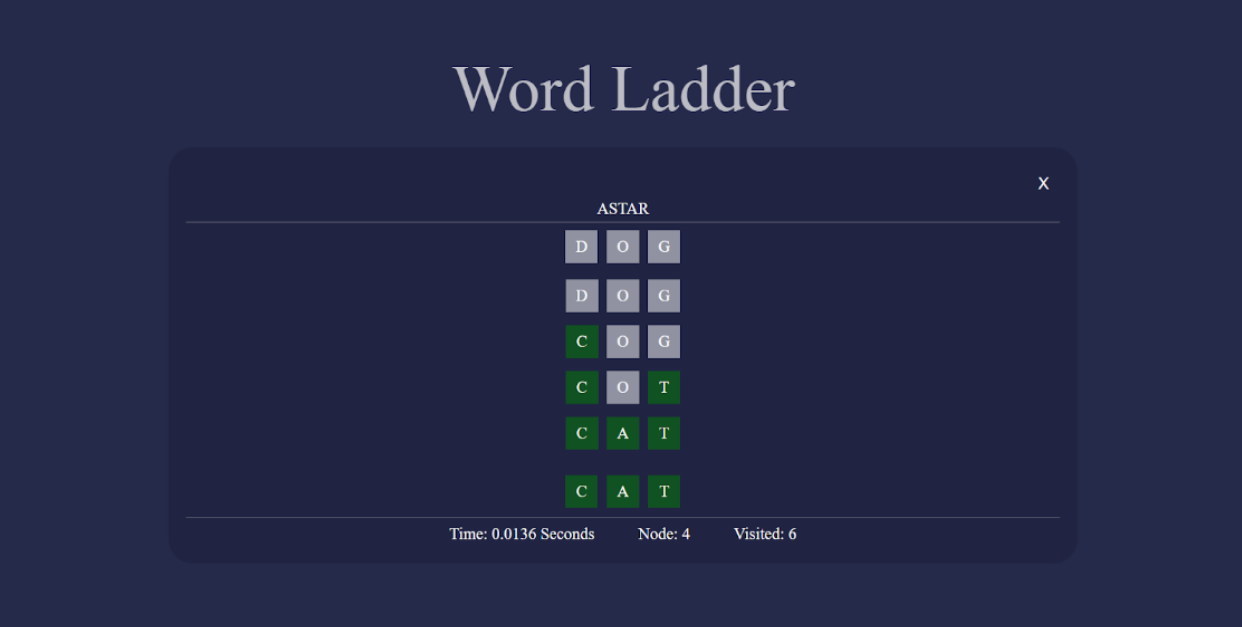 Word Ladder
X
ASTAR
D O G
D O G
C O G
C O T
C A T
C A T
Time: 0.0136 Seconds Node: 4 Visited: 6